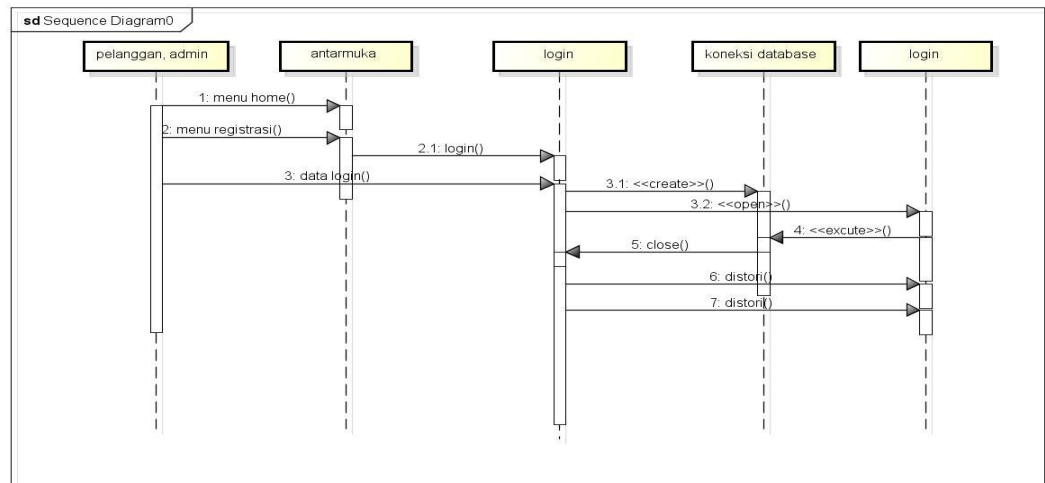 sd Sequence Diagram0
pelanggan, admin
antarmuka
login
koneksi database
login
1: menu home()
2: menu registrasi()
2.1: login()
3: data login()
3.1: <<create>>()
3.2: <<open>>()
4: <<excute>>()
5: close()
6: distori()
7: distori()